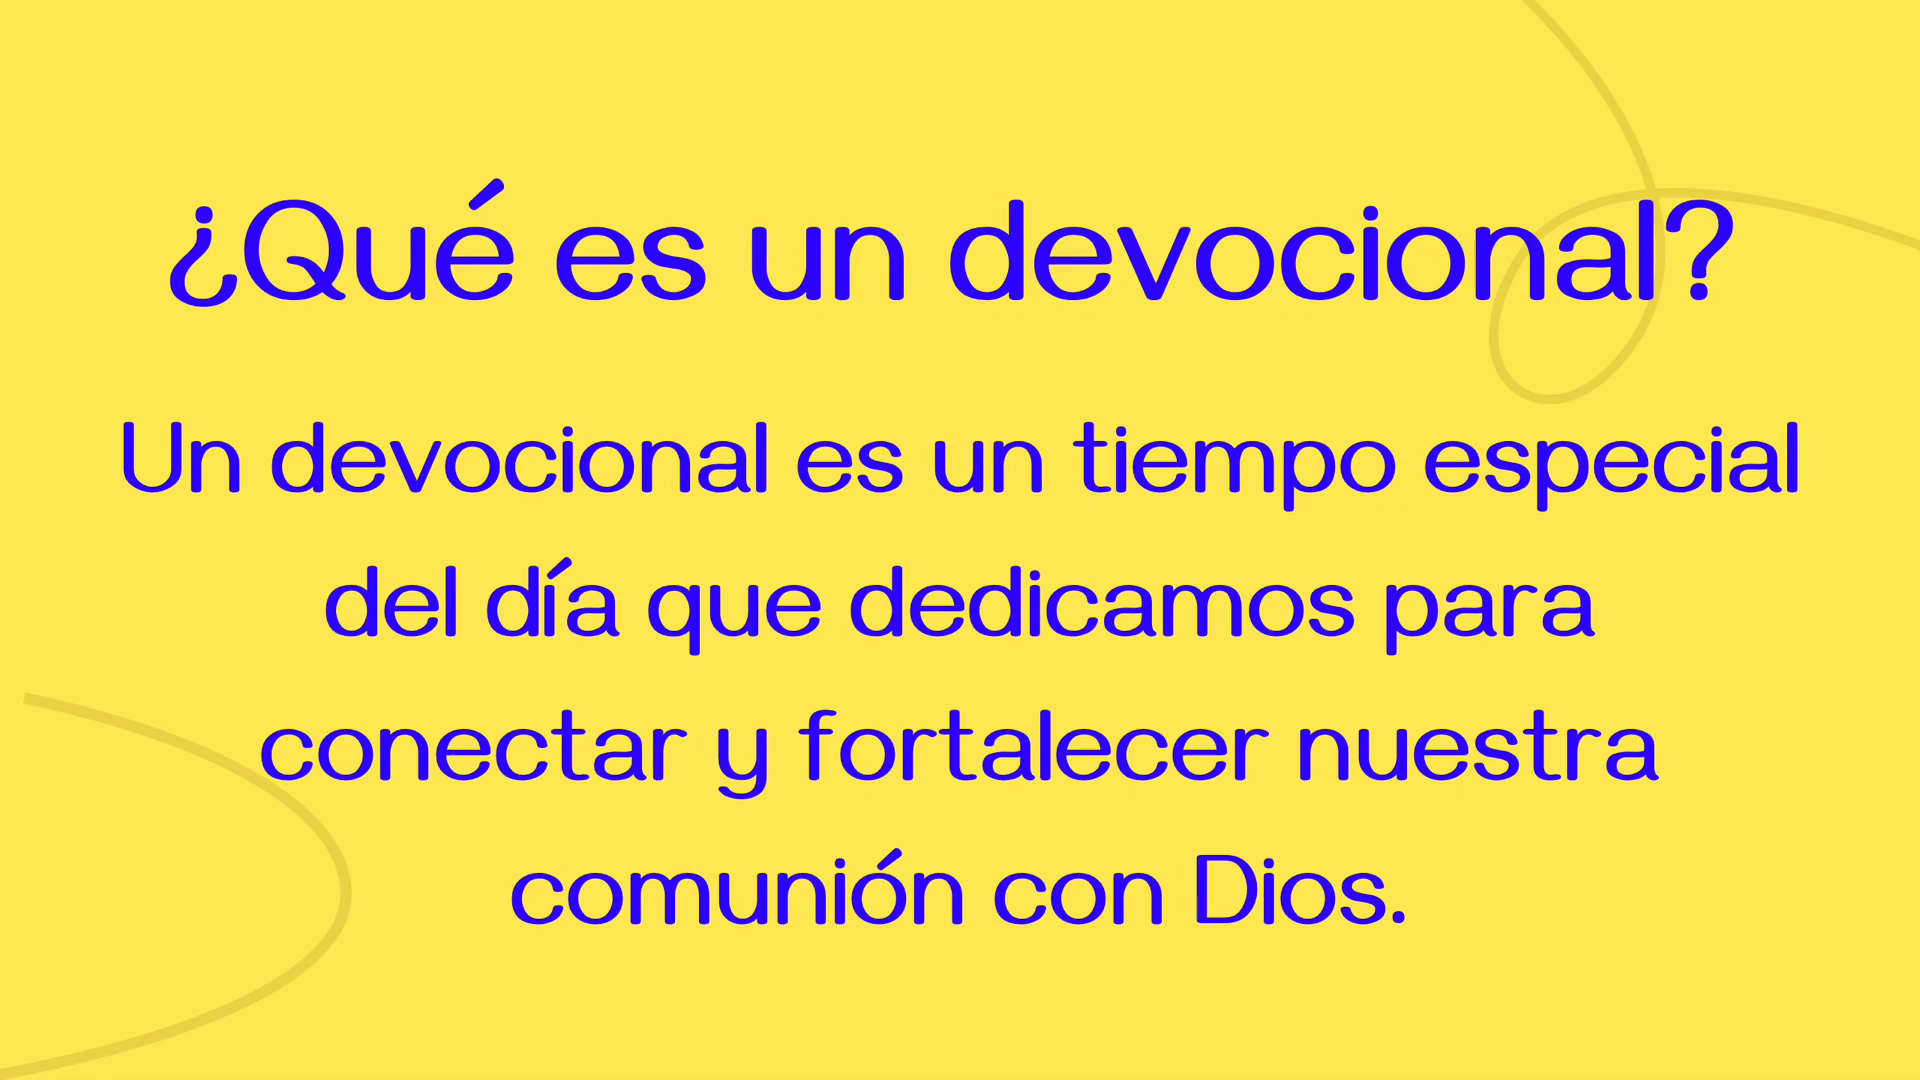 ¿Qué es un devocional?
Un devocional es un tiempo especial
del día que dedicamos para
conectar y fortalecer nuestra
comunión con Dios.